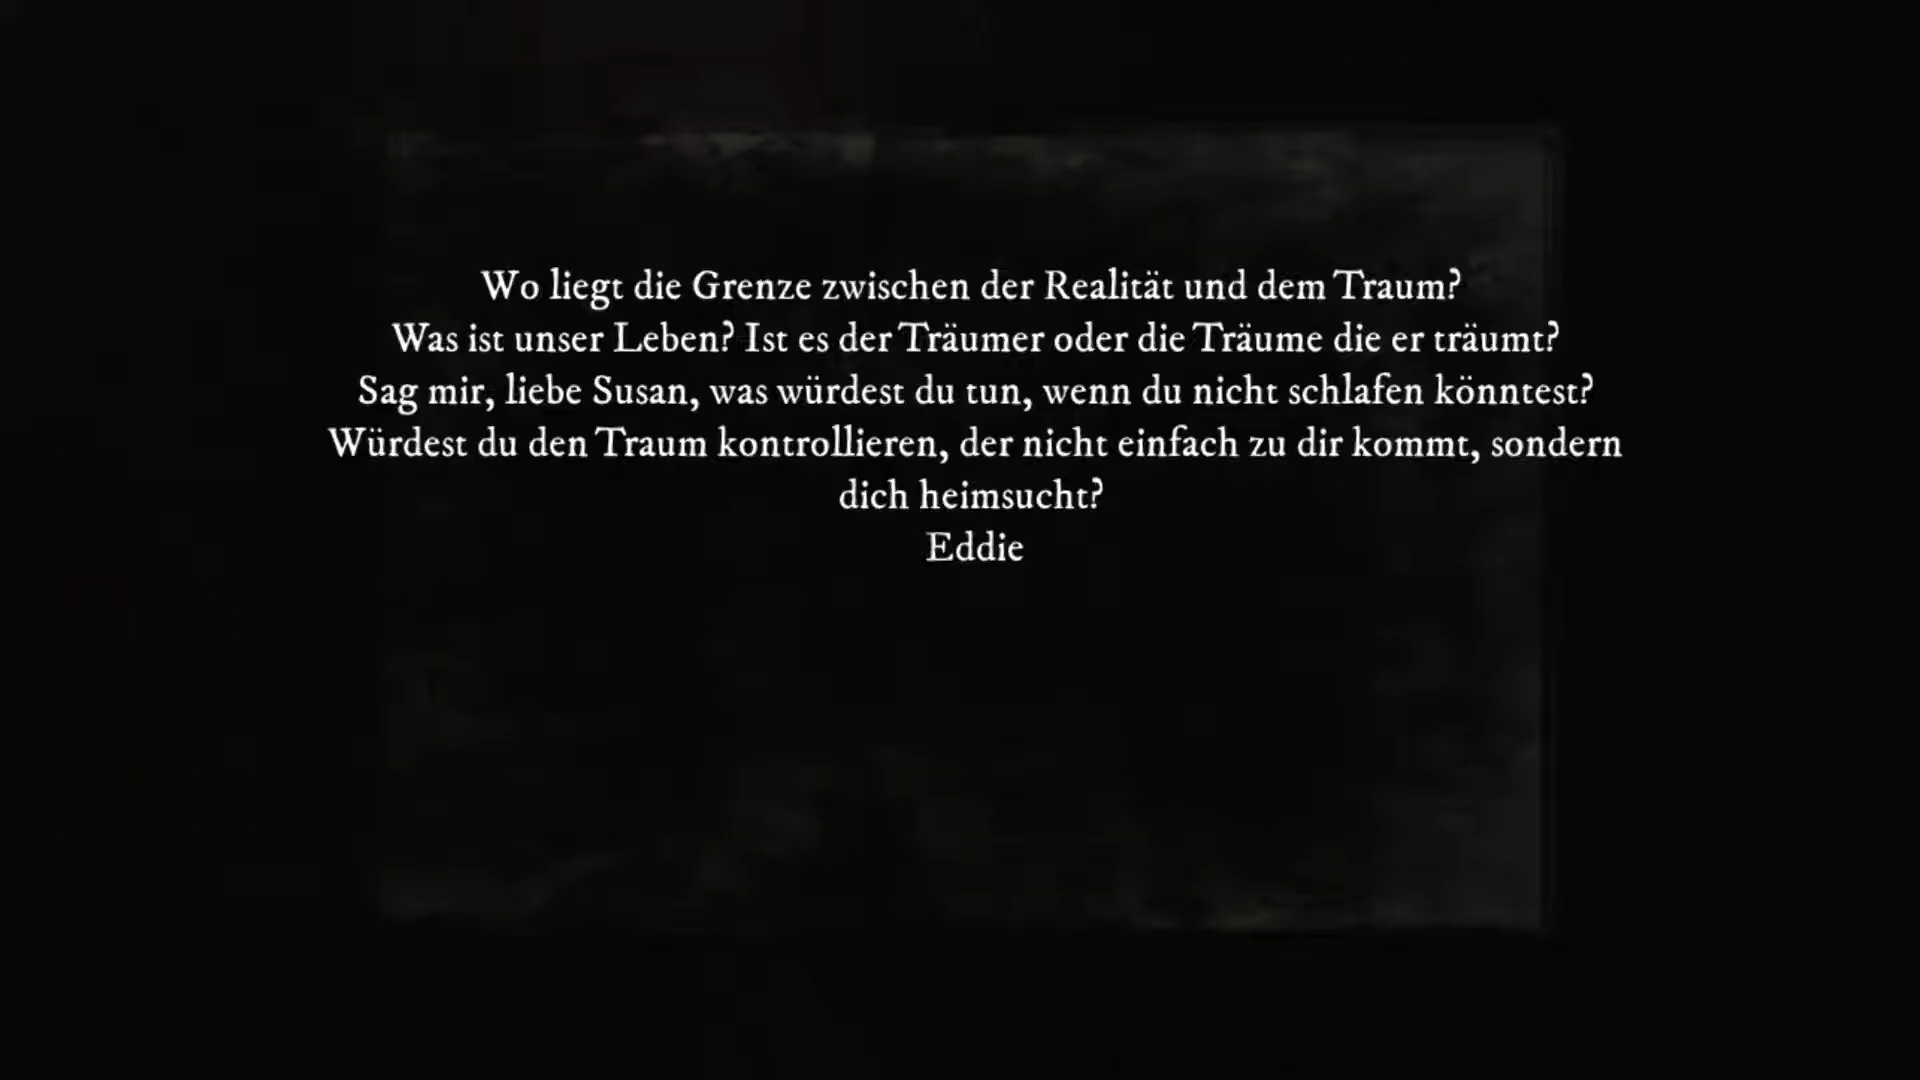 Wo liegt die Grenze zwischen der Realität und dem Traum?
Was ist unser Leben? Ist es der Träumer oder die Träume die er träumt?
Sag mir, liebe Susan, was würdest du tun, wenn du nicht schlafen könntest?
Würdest du den Traum kontrollieren, der nicht einfach zu dir kommt, sondern
dich heimsucht?
Eddie